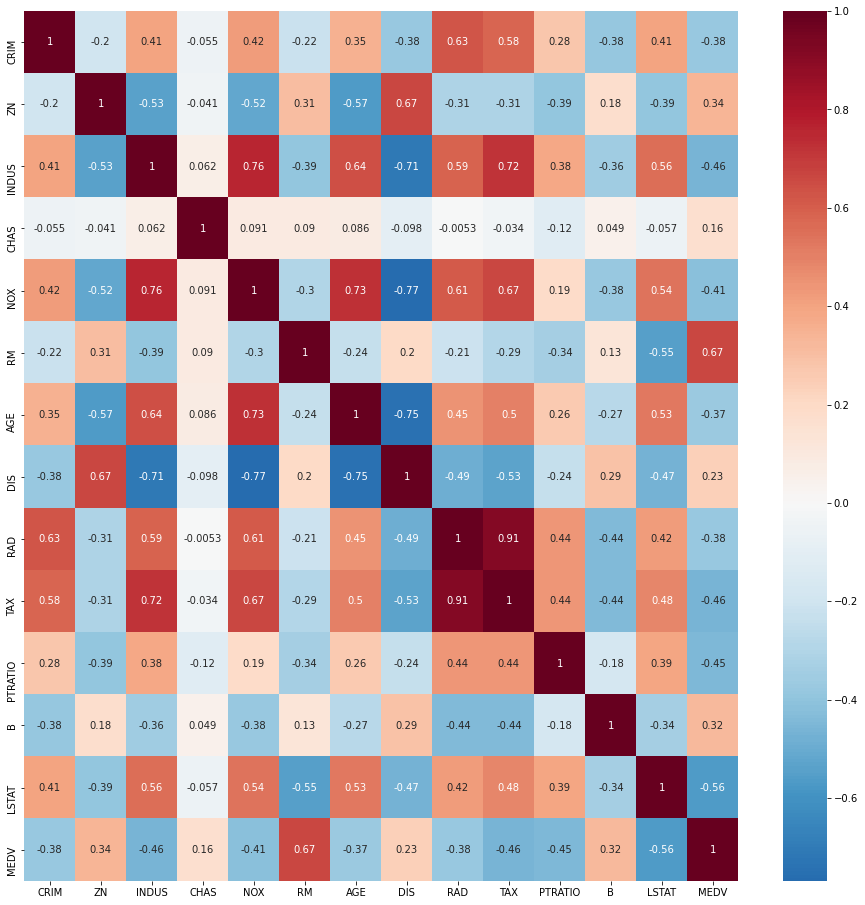 CRIM 1 -0.2 0.41 -0.055 0.42 -0.22 0.35 -0.38 0.63 0.58 0.28 -0.38 0.41 -0.38
ZN -0.2 1 -0.53 -0.041 -0.52 0.31 -0.57 0.67 -0.31 -0.31 -0.39 0.18 -0.39 0.34
INDUS 0.41 -0.53 1 0.062 0.76 -0.39 0.64 -0.71 0.59 0.72 0.38 -0.36 0.56 -0.46
CHAS -0.055 -0.041 0.062 1 0.091 0.09 0.086 -0.098 -0.0053 -0.034 -0.12 0.049 -0.057 0.16
NOX 0.42 -0.52 0.76 0.091 1 -0.3 0.73 -0.77 0.61 0.67 0.19 -0.38 0.54 -0.41
RM -0.22 0.31 -0.39 0.09 -0.3 1 -0.24 0.2 -0.21 -0.29 -0.34 0.13 -0.55 0.67
AGE 0.35 -0.57 0.64 0.086 0.73 -0.24 1 -0.75 0.45 0.5 0.26 -0.27 0.53 -0.37
DIS -0.38 0.67 -0.71 -0.098 -0.77 0.2 -0.75 1 -0.49 -0.53 -0.24 0.29 -0.47 0.23
RAD 0.63 -0.31 0.59 -0.0053 0.61 -0.21 0.45 -0.49 1 0.91 0.44 -0.44 0.42 -0.38
TAX 0.58 -0.31 0.72 -0.034 0.67 -0.29 0.5 -0.53 0.91 1 0.44 -0.44 0.48 -0.46
PTRATIO 0.28 -0.39 0.38 -0.12 0.19 -0.34 0.26 -0.24 0.44 0.44 1 -0.18 0.39 -0.45
B -0.38 0.18 -0.36 0.049 -0.38 0.13 -0.27 0.29 -0.44 -0.44 -0.18 1 -0.34 0.32
LSTAT 0.41 -0.39 0.56 -0.057 0.54 -0.55 0.53 -0.47 0.42 0.48 0.39 -0.34 1 -0.56
MEDV -0.38 0.34 -0.46 0.16 -0.41 0.67 -0.37 0.23 -0.38 -0.46 -0.45 0.32 -0.56 1
CRIM ZN INDUS CHAS NOX RM AGE DIS RAD TAX PTRATIO B LSTAT MEDV
1.0
0.8
0.6
0.4
0.2
0.0
-0.2
-0.4
-0.6